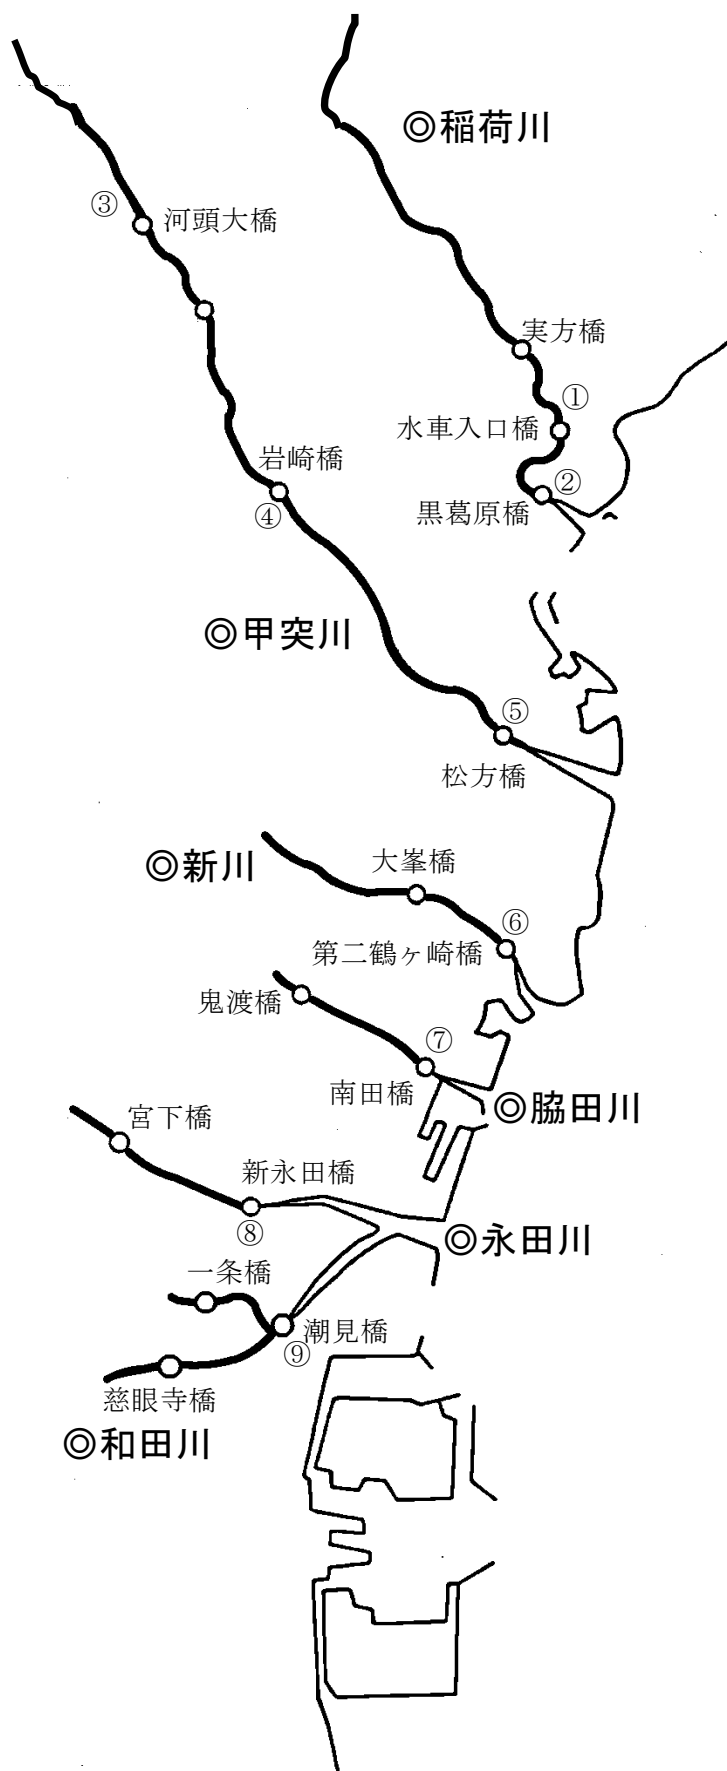 ◎稲荷川
③
河頭大橋
実方橋
①
水車入口橋
岩崎橋
②
④
黒葛原橋
◎甲突川
⑤
松方橋
◎新川
大峯橋
⑥
第二鶴ヶ崎橋
鬼渡橋
⑦
南田橋
◎脇田川
宮下橋
新永田橋
⑧
◎永田川
一条橋
潮見橋
⑨
慈眼寺橋
◎和田川